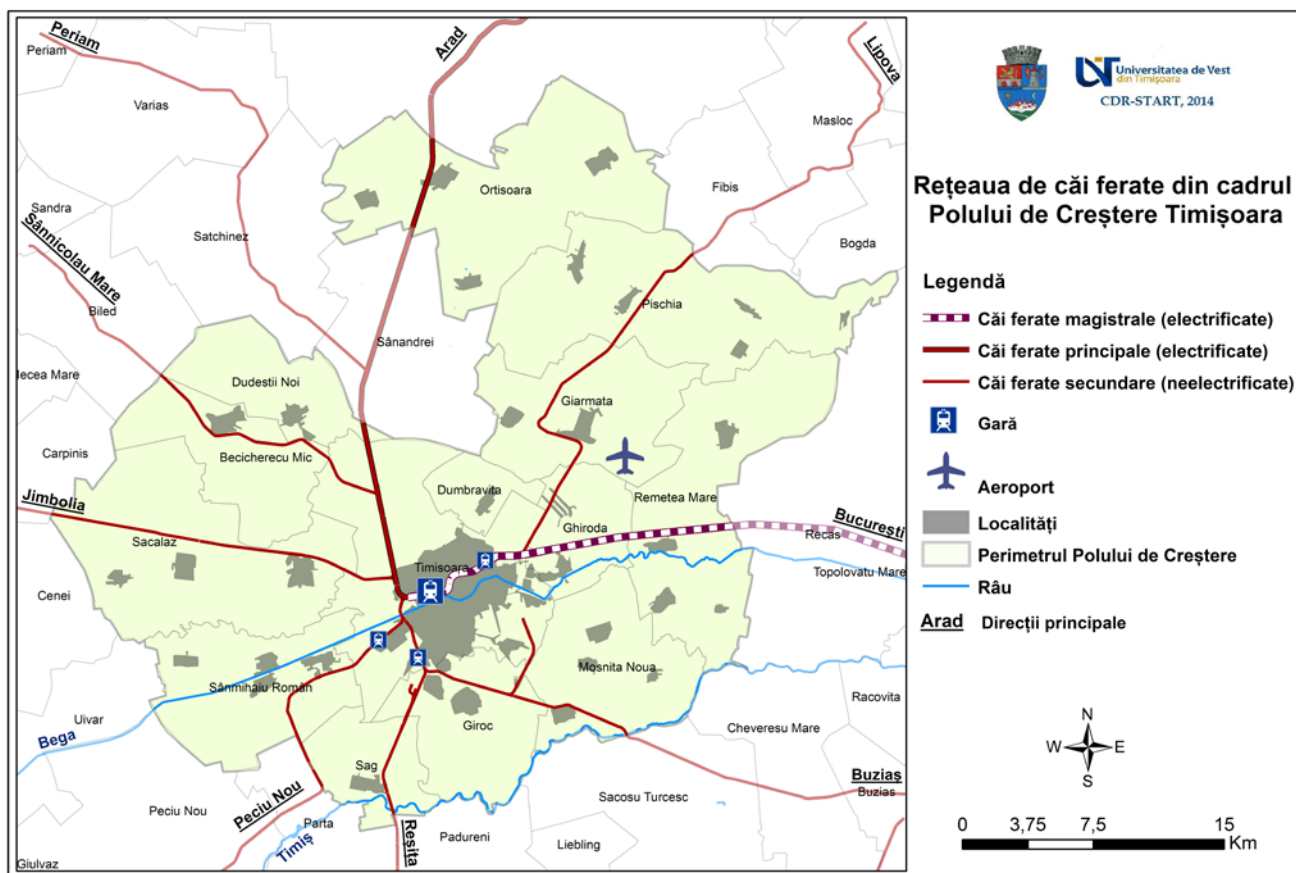 Periam
Periam
Arad
Lipova
Varias
Masloc
Ortisoara
Fibis
Sandra
Sânnicolau Mare
Satchinez
Bogda
Biled
Pischia
Sânandrei
Iecea Mare
Dudestii Noi
Giarmata
Carpinis
Becicherecu Mic
Jimbolia
Dumbravita
Remetea Mare
Sacalaz
Ghiroda
București
Recas
Timisoara
Topolovatu Mare
Cenei
Mosnita Noua
Sânmihaiu Român
Racovita
Uivar
Giroc
Cheveresu Mare
Bega
Sag
Buziaș
Buzias
Peciu Nou
Peciu Nou
Sacosu Turcesc
Parta
Reșița
Padureni
Liebling
Timiș
Giulvaz
Universitatea de Vest
din Timișoara
CDR-START, 2014
Rețeaua de căi ferate din cadrul
Polului de Creștere Timișoara
Legendă
Căi ferate magistrale (electrificate)
Căi ferate principale (electrificate)
Căi ferate secundare (neelectrificate)
Gară
Aeroport
Localități
Perimetrul Polului de Creștere
Râu
Arad Direcții principale
N
W E
S
0 3,75 7,5 15
Km